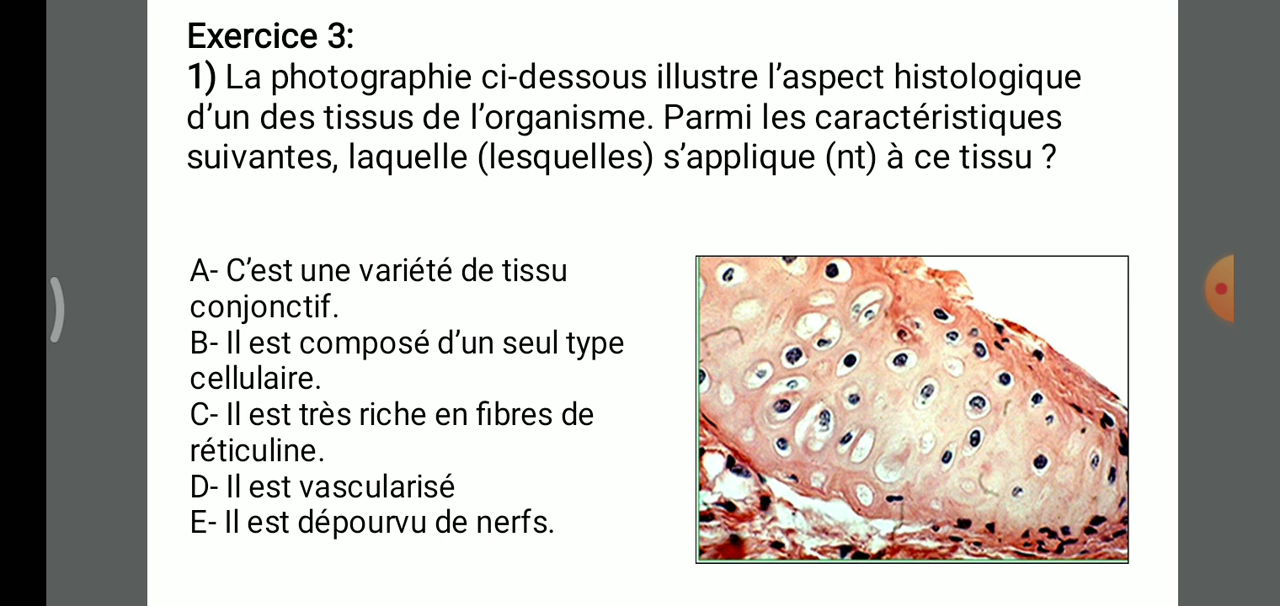 Exercice 3:
1) La photographie ci-dessous illustre l’aspect histologique
d’un des tissus de l’organisme. Parmi les caractéristiques
suivantes, laquelle (lesquelles) s’applique (nt) à ce tissu ?
A- C’est une variété de tissu
conjonctif.
B- Il est composé d’un seul type
cellulaire.
C- Il est très riche en fibres de
réticuline.
D- Il est vascularisé
E- Il est dépourvu de nerfs.